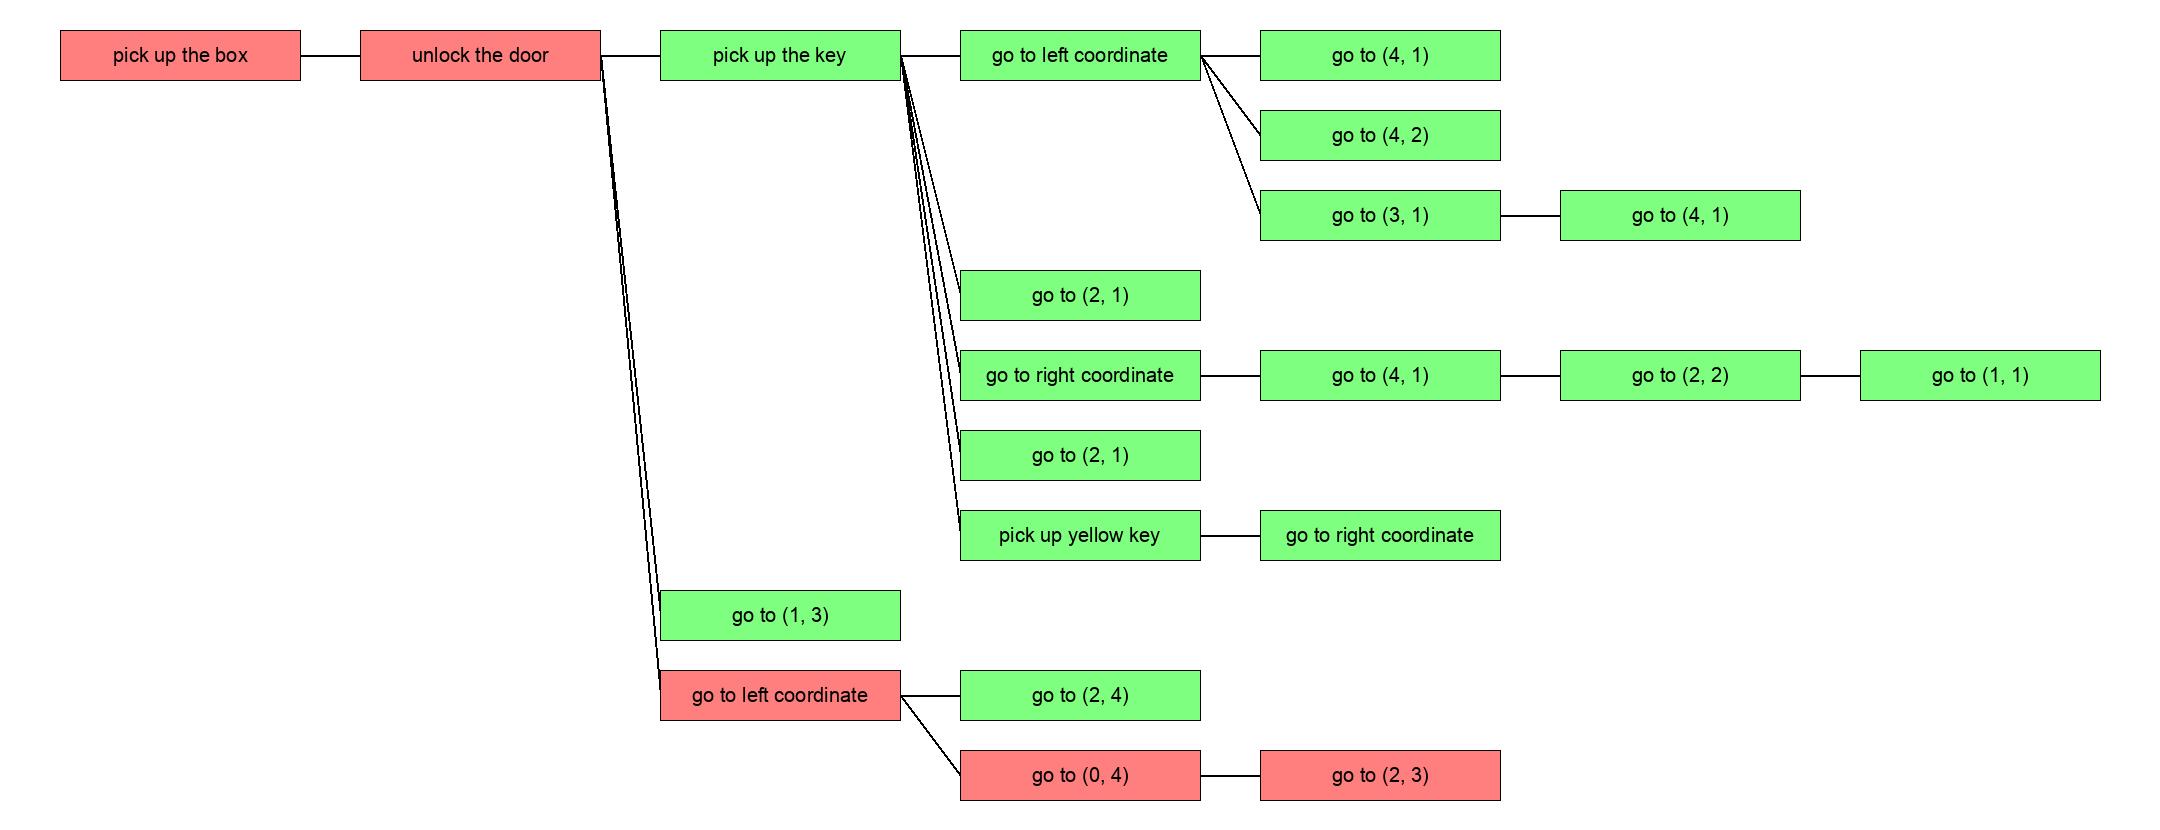 pick up the box
unlock the door
pick up the key
go to left coordinate
go to (4, 1)
go to (4, 2)
go to (3, 1)
go to (4, 1)
go to (2, 1)
go to right coordinate
go to (4, 1)
go to (2, 2)
go to (1, 1)
go to (2, 1)
pick up yellow key
go to right coordinate
go to (1, 3)
go to left coordinate
go to (2, 4)
go to (0, 4)
go to (2, 3)